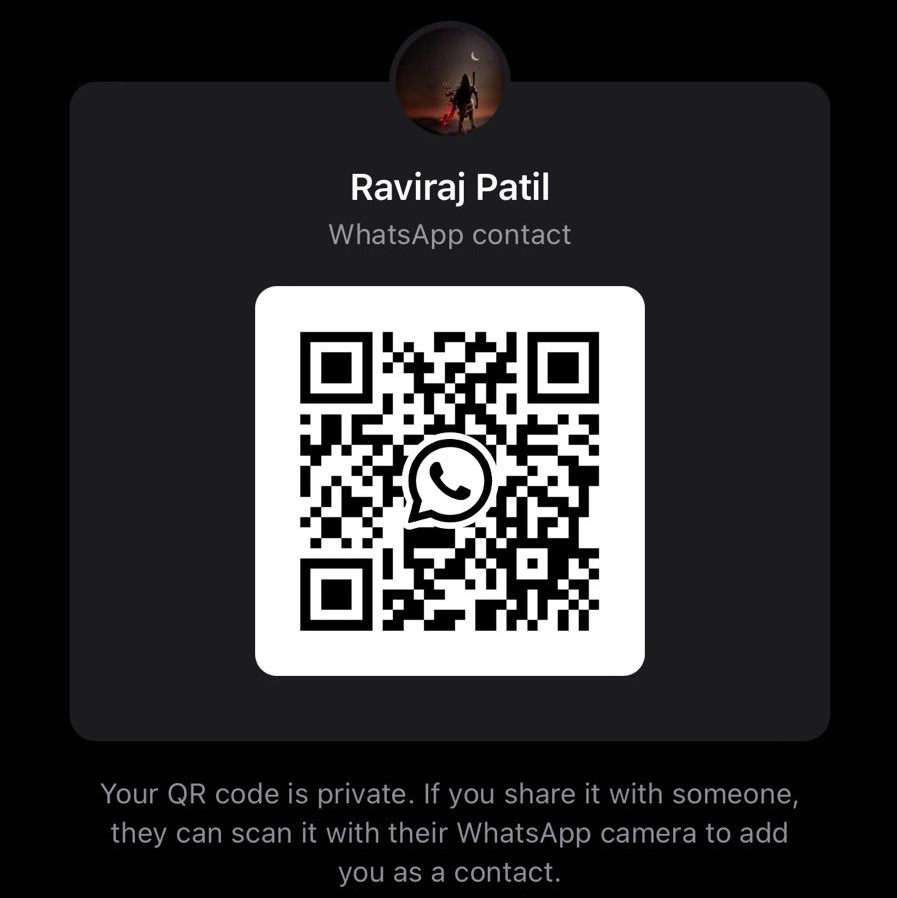 Raviraj Patil
WhatsApp contact
Your QR code is private. If you share it with someone,
they can scan it with their WhatsApp camera to add
you as a contact.